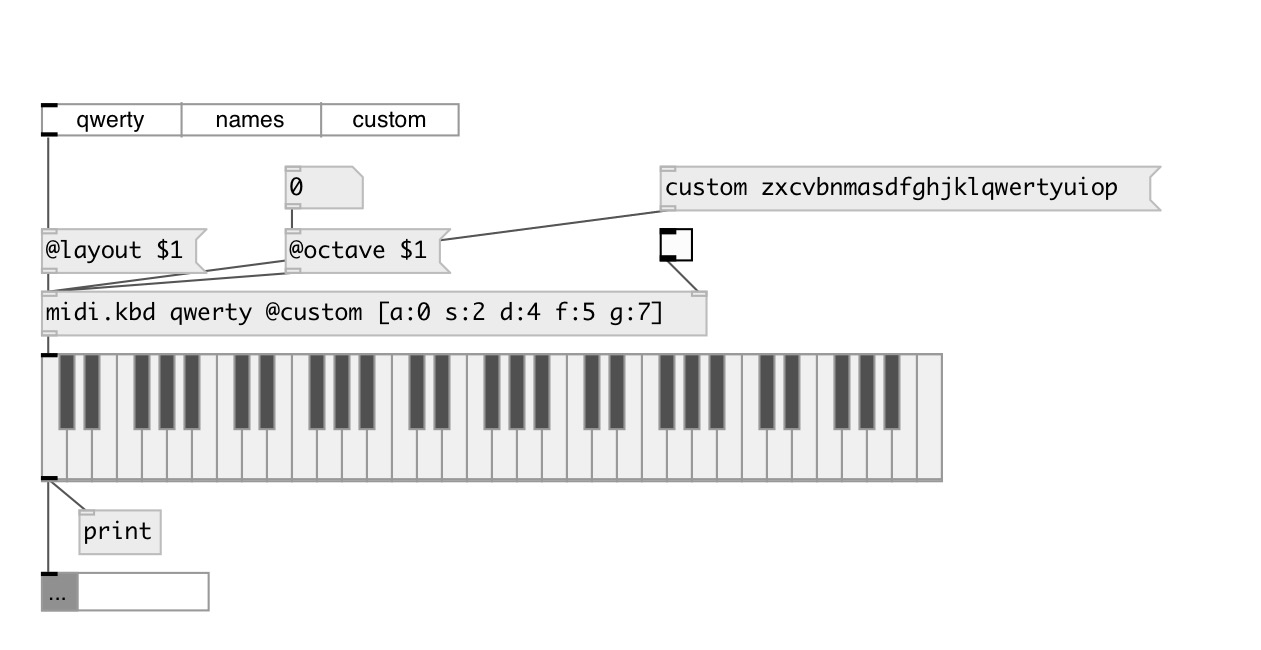 qwerty names custom
0
custom zxcvbnmasdfghjklqwertyuiop
@layout $1
@octave $1
midi.kbd qwerty @custom [a:0 s:2 d:4 f:5 g:7]
print
...